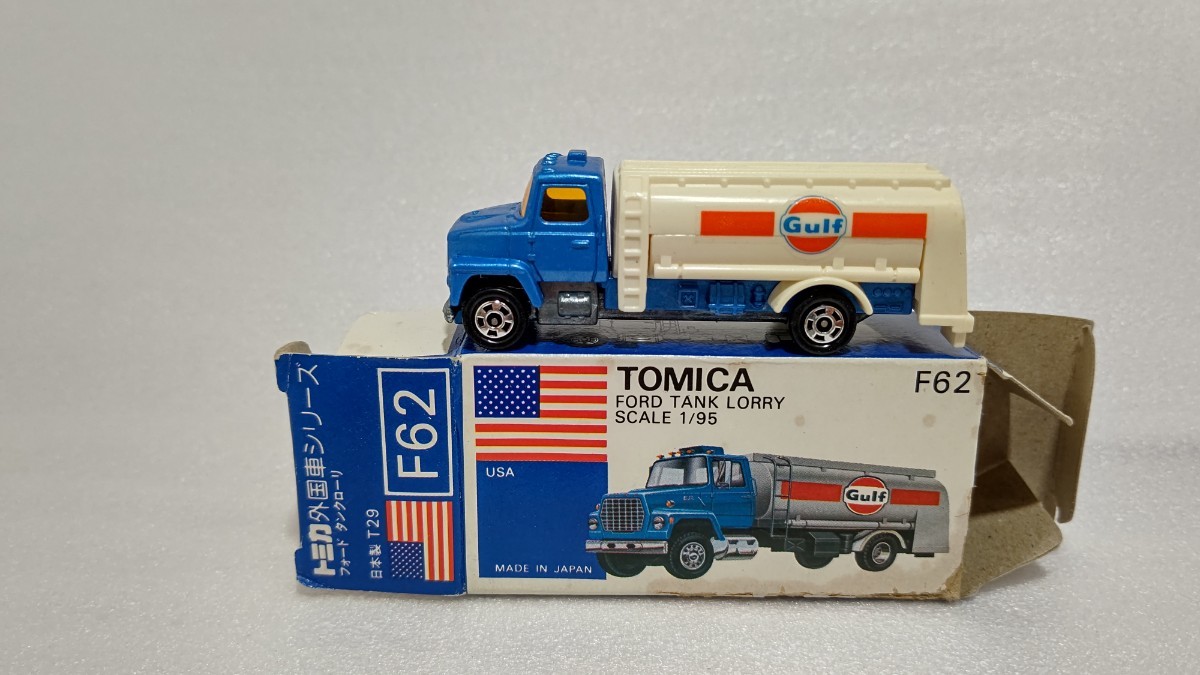 Gulf
TOMICA
FORD TANK LORRY
SCALE 1/95
F62
USA
MADE IN JAPAN
Gulf
トミカ外国車シリーズ
フォード タンクローリ
日本製 T29
F62